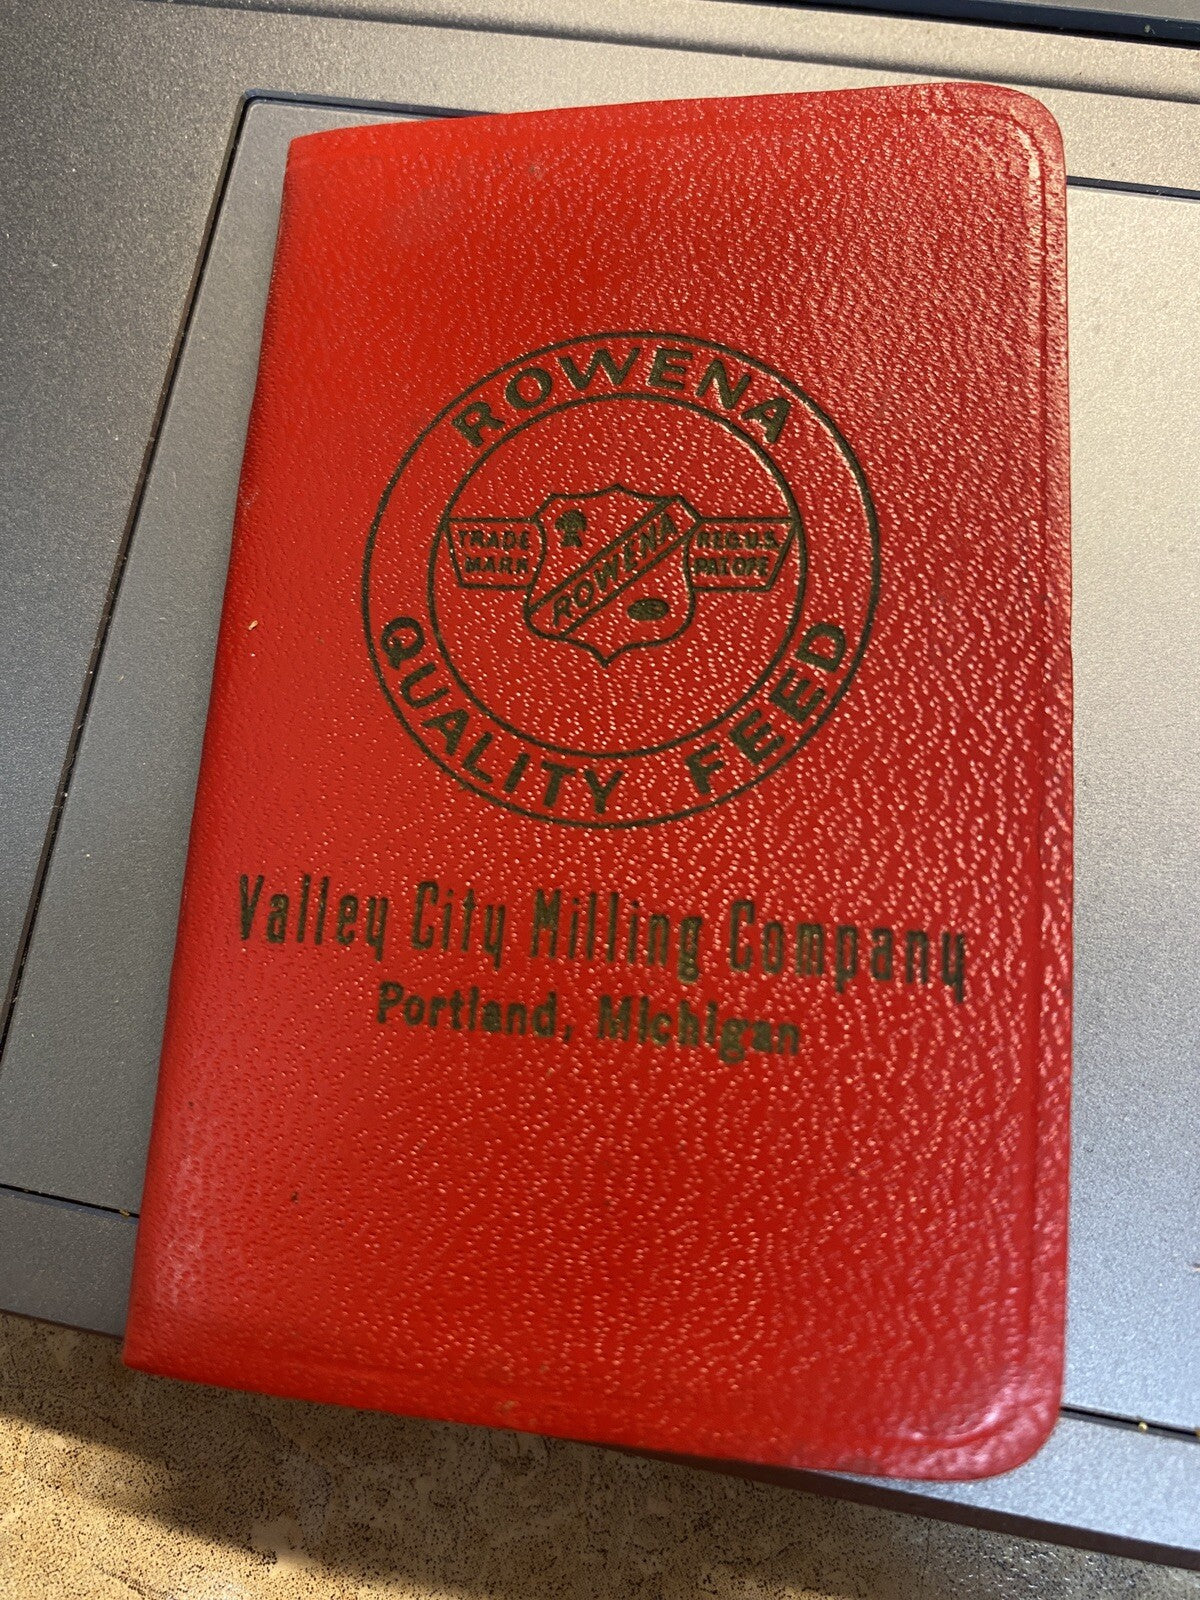 ROWENA
TRADE MARK
ROWENA
REG.U.S. PAT.OFF.
QUALITY FEED
Valley City Milling Company
Portland, Michigan